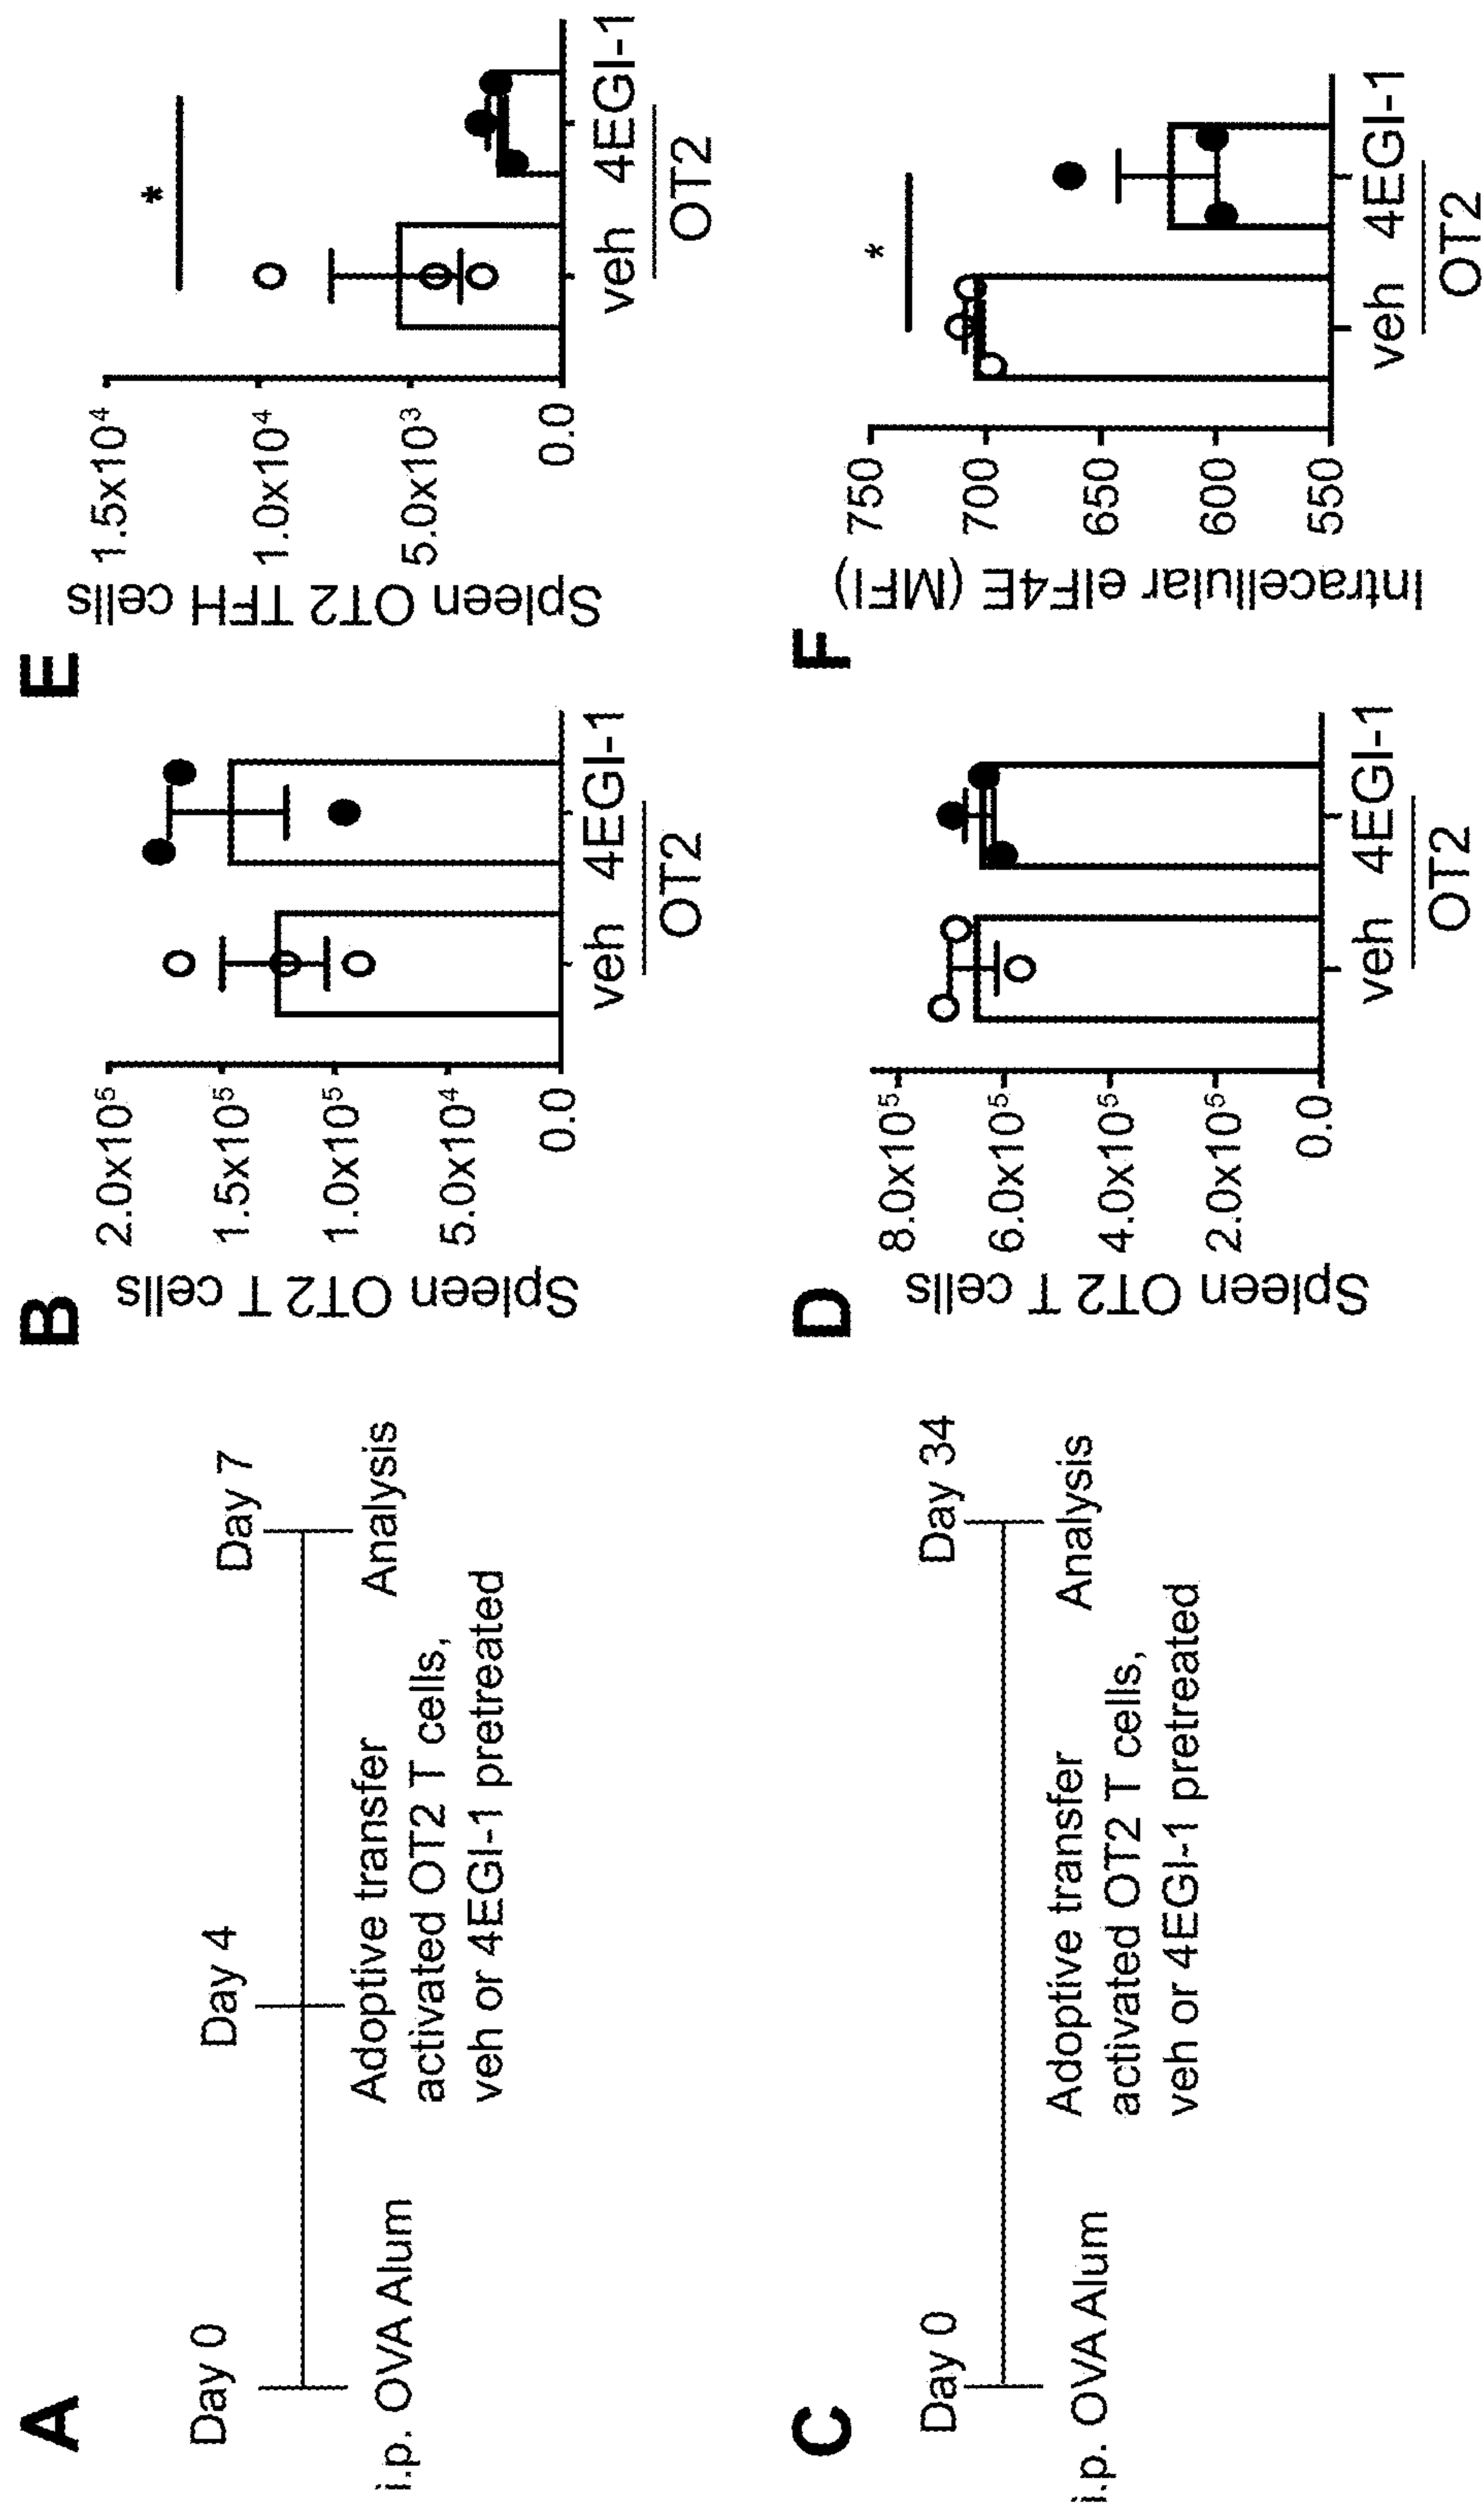 A
Day 0
Day 4
Day 7
i.p. OVA Alum
Adoptive transfer
activated OT2 T cells,
veh or 4EGI-1 pretreated
Analysis
B
Spleen OT2 T cells
2.0x10⁵
1.5x10⁵
1.0x10⁵
5.0x10⁴
0.0
veh 4EGI-1
OT2
E
Spleen OT2 TFH cells
1.5x10⁴
1.0x10⁴
5.0x10³
0.0
*
veh 4EGI-1
OT2
C
Day 0
Day 34
i.p. OVA Alum
Adoptive transfer
activated OT2 T cells,
veh or 4EGI-1 pretreated
Analysis
D
Spleen OT2 T cells
8.0x10⁵
6.0x10⁵
4.0x10⁵
2.0x10⁵
0.0
veh 4EGI-1
OT2
F
Intracellular eIF4E (MFI)
750
700
650
600
550
*
veh 4EGI-1
OT2